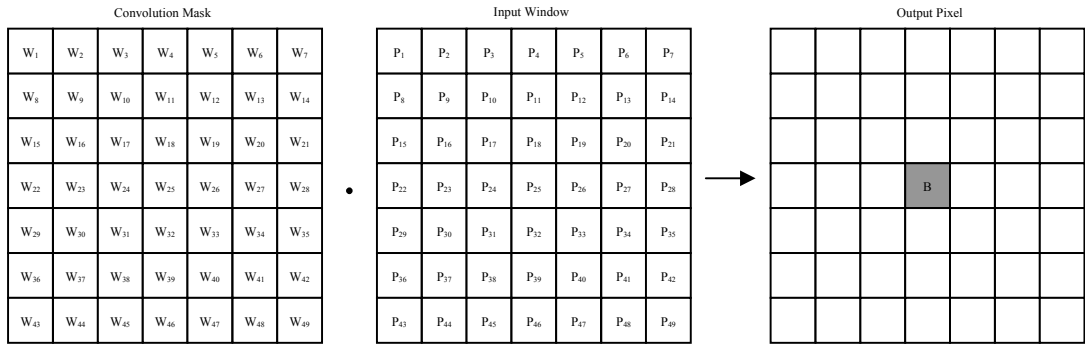 Convolution Mask Input Window Output Pixel
W₁ W₂ W₃ W₄ W₅ W₆ W₇ P₁ P₂ P₃ P₄ P₅ P₆ P₇
W₈ W₉ W₁₀ W₁₁ W₁₂ W₁₃ W₁₄ P₈ P₉ P₁₀ P₁₁ P₁₂ P₁₃ P₁₄
W₁₅ W₁₆ W₁₇ W₁₈ W₁₉ W₂₀ W₂₁ P₁₅ P₁₆ P₁₇ P₁₈ P₁₉ P₂₀ P₂₁
W₂₂ W₂₃ W₂₄ W₂₅ W₂₆ W₂₇ W₂₈ • P₂₂ P₂₃ P₂₄ P₂₅ P₂₆ P₂₇ P₂₈ → B
W₂₉ W₃₀ W₃₁ W₃₂ W₃₃ W₃₄ W₃₅ P₂₉ P₃₀ P₃₁ P₃₂ P₃₃ P₃₄ P₃₅
W₃₆ W₃₇ W₃₈ W₃₉ W₄₀ W₄₁ W₄₂ P₃₆ P₃₇ P₃₈ P₃₉ P₄₀ P₄₁ P₄₂
W₄₃ W₄₄ W₄₅ W₄₆ W₄₇ W₄₈ W₄₉ P₄₃ P₄₄ P₄₅ P₄₆ P₄₇ P₄₈ P₄₉